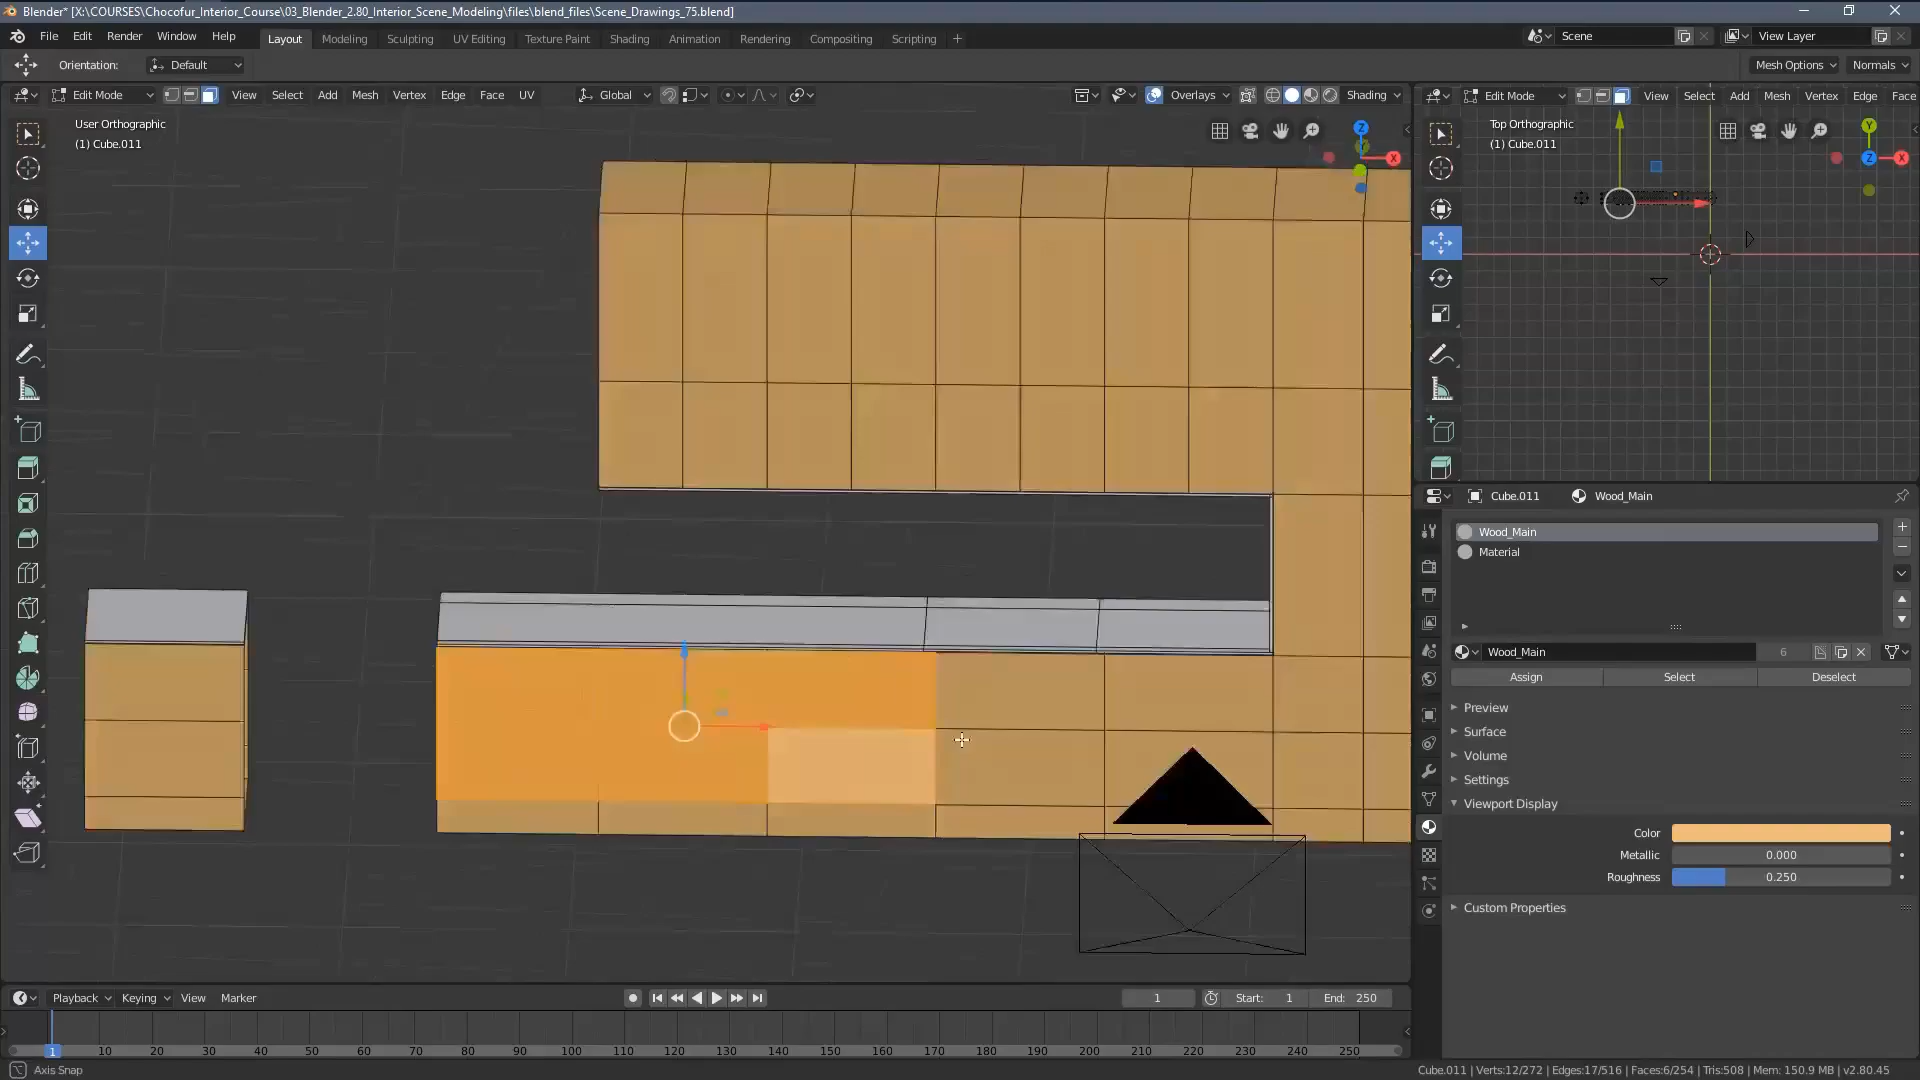 Blender* [X:\COURSES\Chocofur_Interior_Course\03_Blender_2.80_Interior_Scene_Modeling\files\blend_files\Scene_Drawings_75.blend]
File Edit Render Window Help Layout Modeling Sculpting UV Editing Texture Paint Shading Animation Rendering Compositing Scripting + Scene View Layer
Orientation: Default Mesh Options Normals
Edit Mode View Select Add Mesh Vertex Edge Face UV Global Overlays Shading
Edit Mode View Select Add Mesh Vertex Edge Face
User Orthographic
(1) Cube.011
Z
X
Top Orthographic
(1) Cube.011
Y
Z
X
Cube.011 Wood_Main
Wood_Main
Material
Wood_Main 6
Assign Select Deselect
Preview
Surface
Volume
Settings
Viewport Display
Color
Metallic 0.000
Roughness 0.250
Custom Properties
Playback Keying View Marker 1 Start: 1 End: 250
1 10 20 30 40 50 60 70 80 90 100 110 120 130 140 150 160 170 180 190 200 210 220 230 240 250
Axis Snap
Cube.011 | Verts:12/272 | Edges:17/516 | Faces:6/254 | Tris:508 | Mem: 150.9 MB | v2.80.45